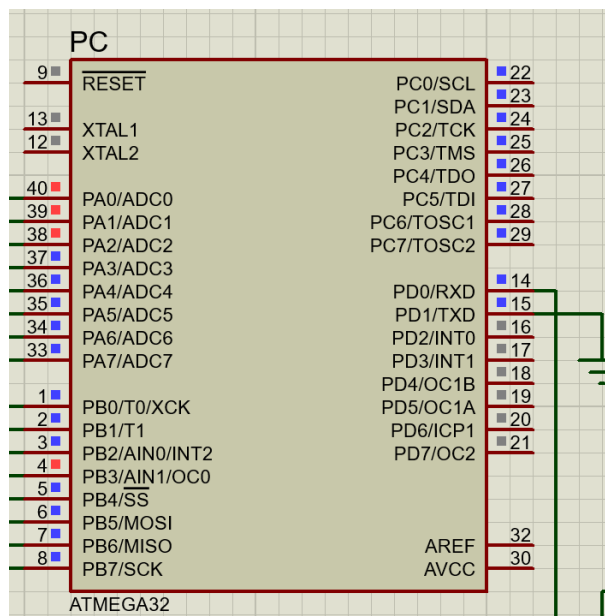 PC
9 RESET PC0/SCL 22
PC1/SDA 23
13 XTAL1 PC2/TCK 24
12 XTAL2 PC3/TMS 25
PC4/TDO 26
40 PA0/ADC0 PC5/TDI 27
39 PA1/ADC1 PC6/TOSC1 28
38 PA2/ADC2 PC7/TOSC2 29
37 PA3/ADC3
36 PA4/ADC4 PD0/RXD 14
35 PA5/ADC5 PD1/TXD 15
34 PA6/ADC6 PD2/INT0 16
33 PA7/ADC7 PD3/INT1 17
PD4/OC1B 18
1 PB0/T0/XCK PD5/OC1A 19
2 PB1/T1 PD6/ICP1 20
3 PB2/AIN0/INT2 PD7/OC2 21
4 PB3/AIN1/OC0
5 PB4/SS
6 PB5/MOSI
7 PB6/MISO AREF 32
8 PB7/SCK AVCC 30
ATMEGA32